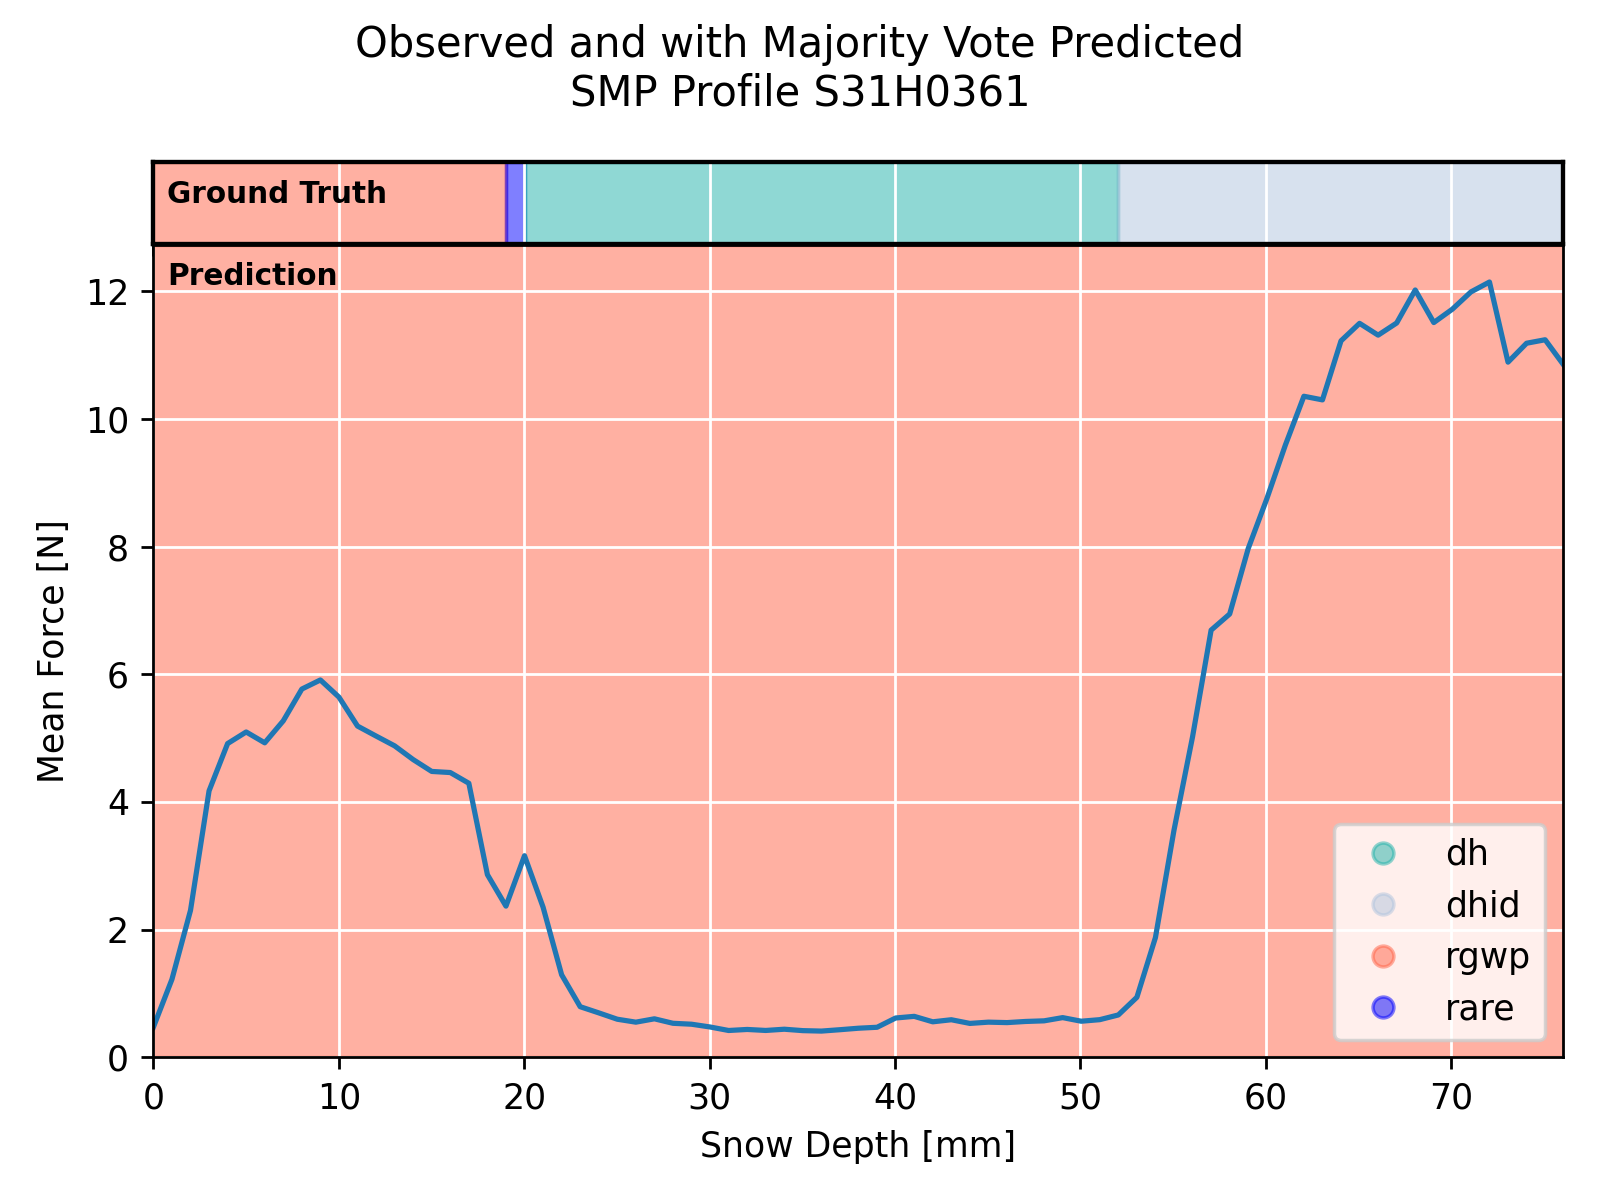 Observed and with Majority Vote Predicted
SMP Profile S31H0361
Ground Truth
Prediction
12
10
8
6
4
2
0
Mean Force [N]
dh
dhid
rgwp
rare
0 10 20 30 40 50 60 70
Snow Depth [mm]